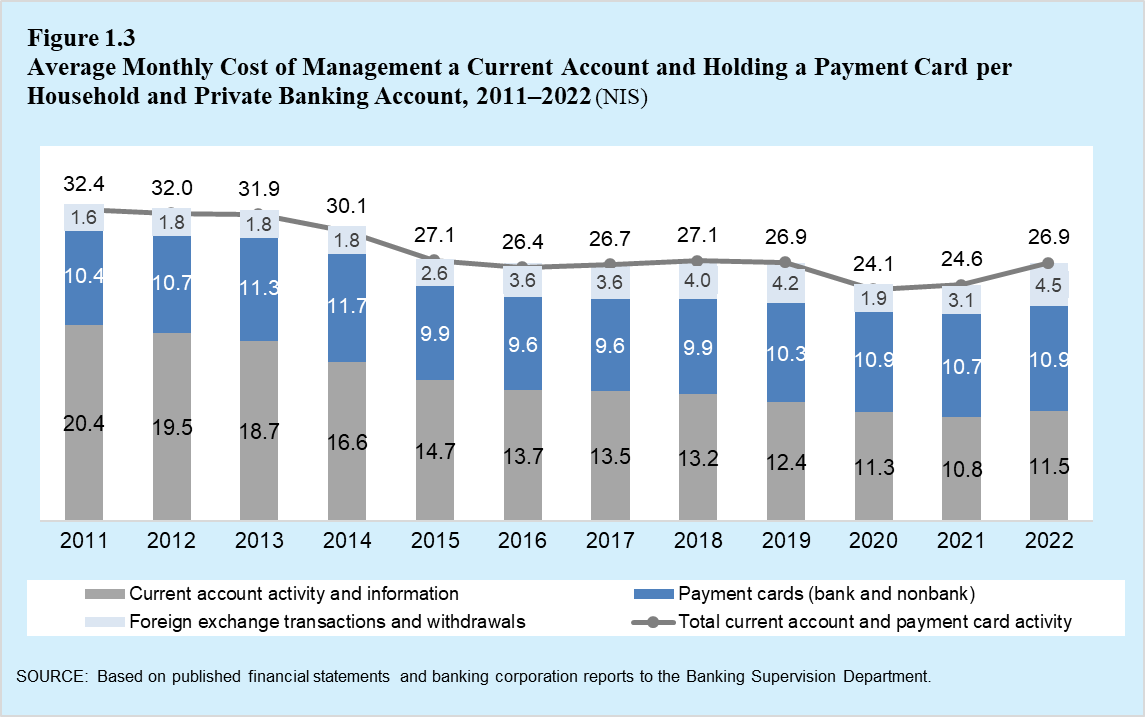 Figure 1.3
Average Monthly Cost of Management a Current Account and Holding a Payment Card per
Household and Private Banking Account, 2011–2022 (NIS)
32.4 32.0 31.9 30.1 27.1 26.4 26.7 27.1 26.9 24.1 24.6 26.9
1.6 1.8 1.8 1.8 2.6 3.6 3.6 4.0 4.2 1.9 3.1 4.5
10.4 10.7 11.3 11.7 9.9 9.6 9.6 9.9 10.3 10.9 10.7 10.9
20.4 19.5 18.7 16.6 14.7 13.7 13.5 13.2 12.4 11.3 10.8 11.5
2011 2012 2013 2014 2015 2016 2017 2018 2019 2020 2021 2022
Current account activity and information Payment cards (bank and nonbank)
Foreign exchange transactions and withdrawals Total current account and payment card activity
SOURCE: Based on published financial statements and banking corporation reports to the Banking Supervision Department.